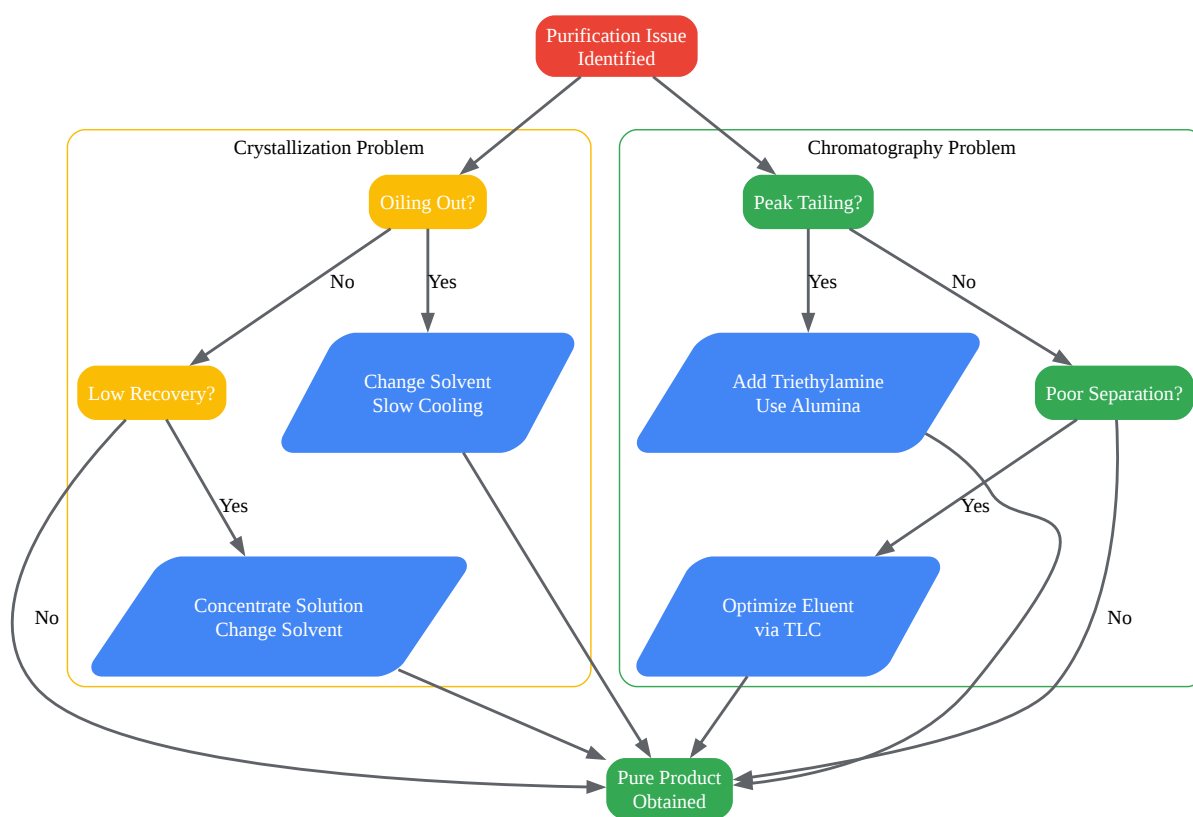 Purification Issue
Identified
Crystallization Problem
Chromatography Problem
Oiling Out?
Peak Tailing?
No
Yes
Yes
No
Low Recovery?
Change Solvent
Slow Cooling
Add Triethylamine
Use Alumina
Poor Separation?
Yes
Yes
Concentrate Solution
Change Solvent
Optimize Eluent
via TLC
No
No
Pure Product
Obtained